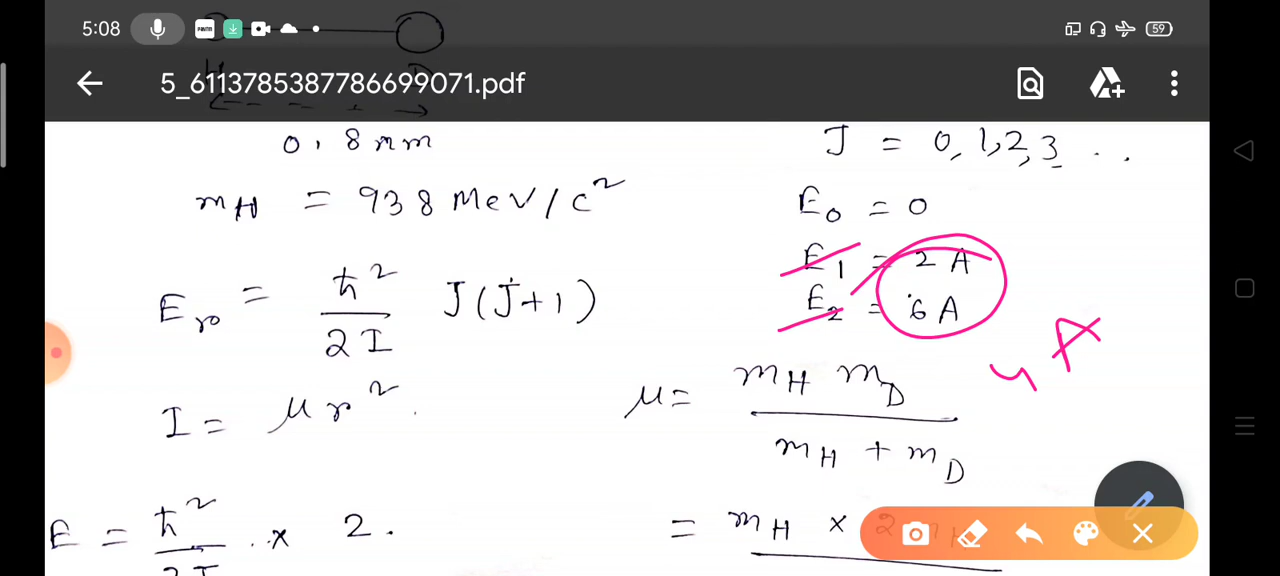 5:08
59
5_6113785387786699071.pdf
0.8 nm
m_H = 938 MeV/c²
E_r = ħ²/2I J(J+1)
I = μr².
E = ħ²/2I .× 2.
J = 0, 1, 2, 3 ...
E₀ = 0
E₁ = 2A
E₂ = 6A
4A
μ = m_H m_D / m_H + m_D
= m_H ×